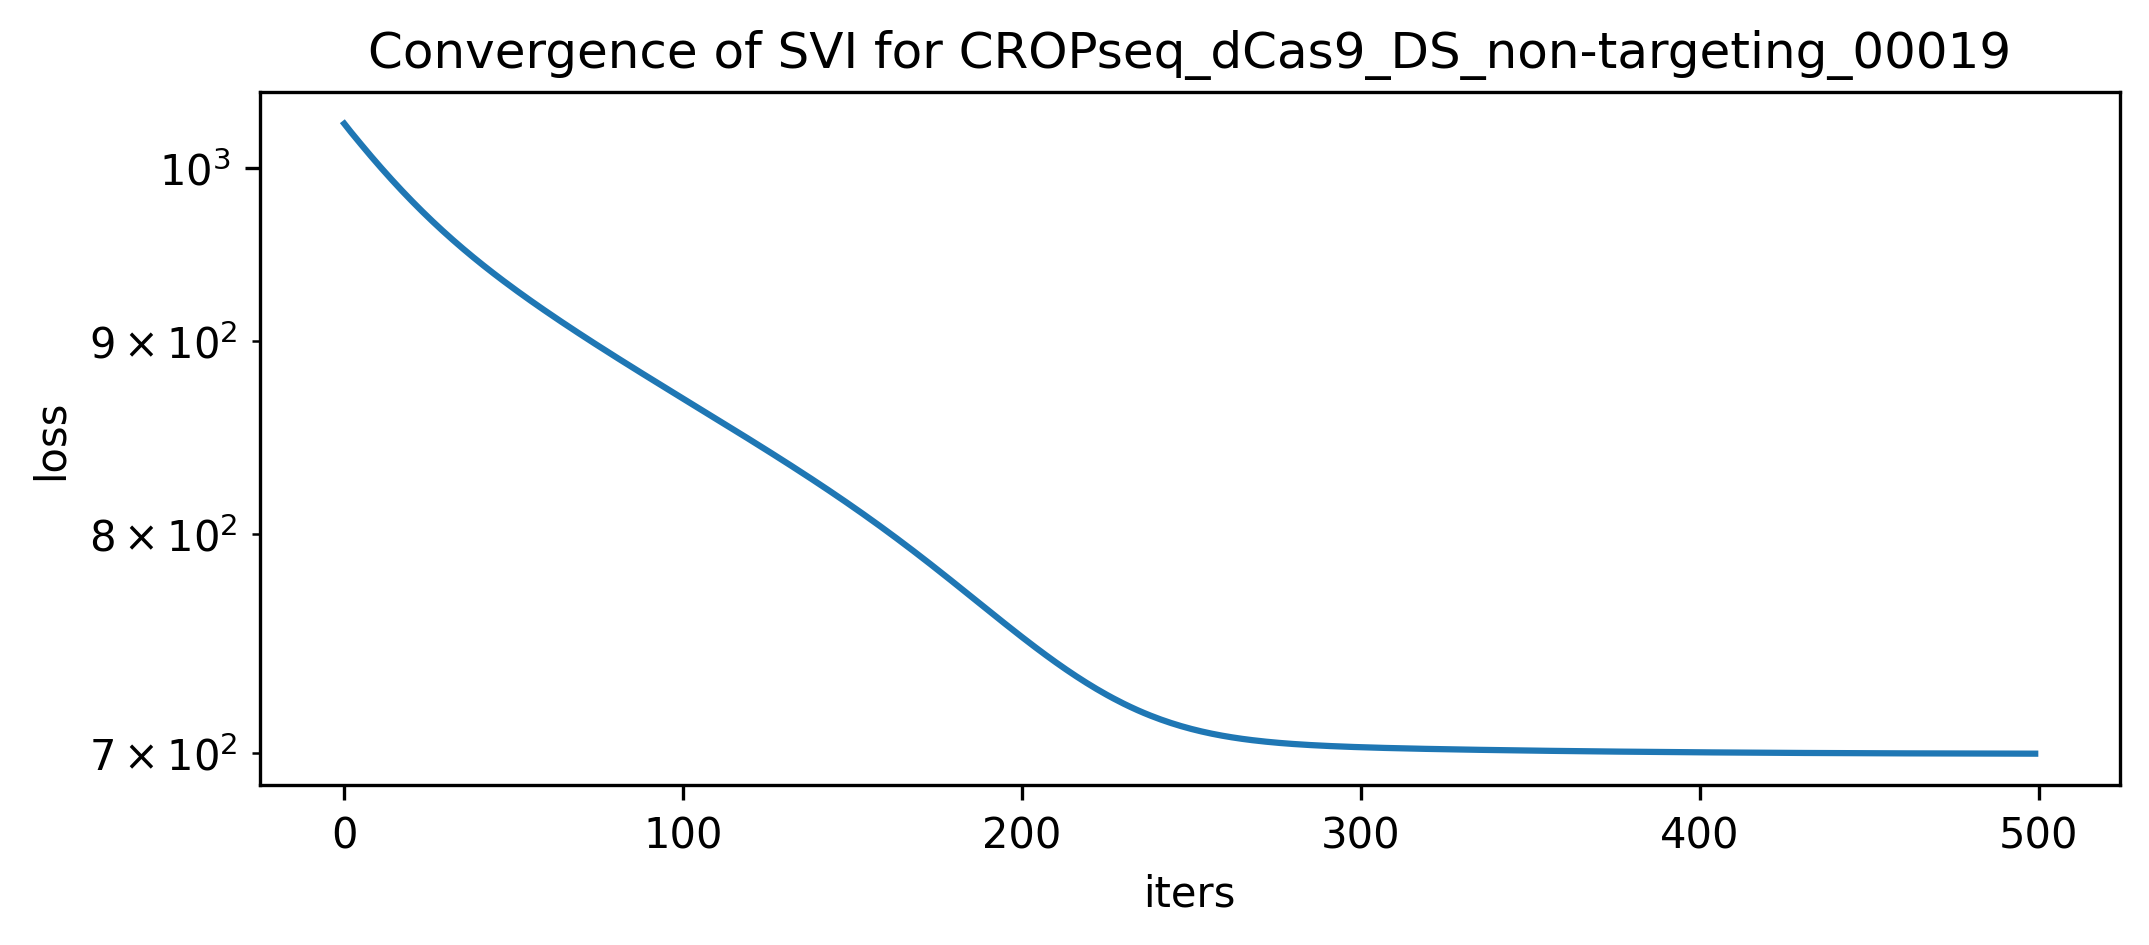 Convergence of SVI for CROPseq_dCas9_DS_non-targeting_00019
10³
9 × 10²
8 × 10²
7 × 10²
loss
0 100 200 300 400 500
iters